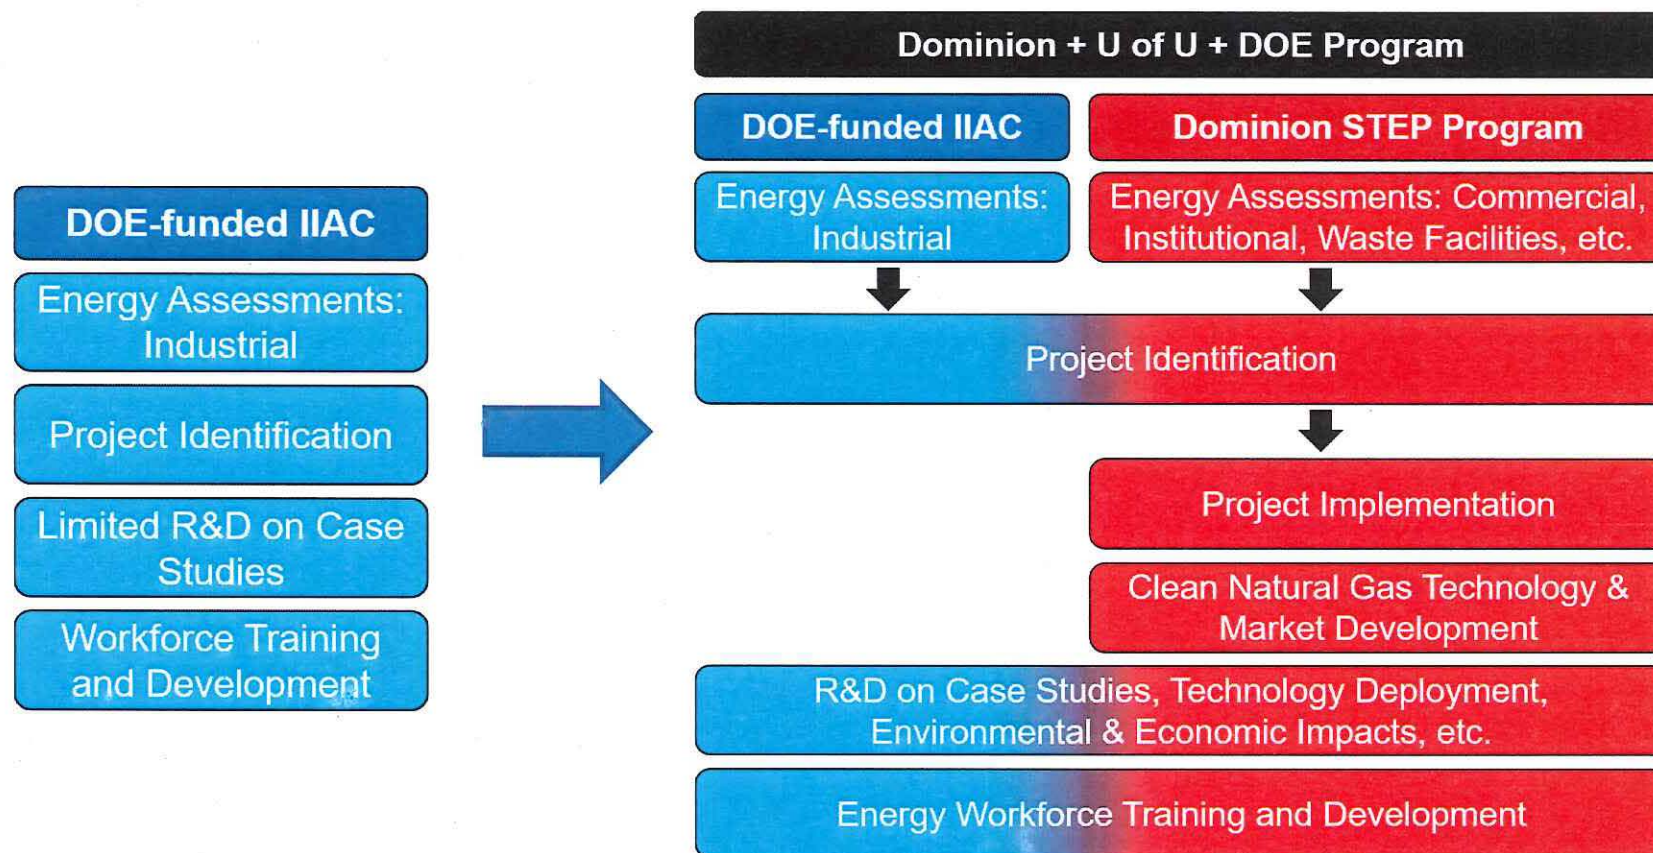 DOE-funded IIAC
Energy Assessments:
Industrial
Project Identification
Limited R&D on Case
Studies
Workforce Training
and Development
Dominion + U of U + DOE Program
DOE-funded IIAC
Dominion STEP Program
Energy Assessments:
Industrial
Energy Assessments: Commercial,
Institutional, Waste Facilities, etc.
Project Identification
Project Implementation
Clean Natural Gas Technology &
Market Development
R&D on Case Studies, Technology Deployment,
Environmental & Economic Impacts, etc.
Energy Workforce Training and Development